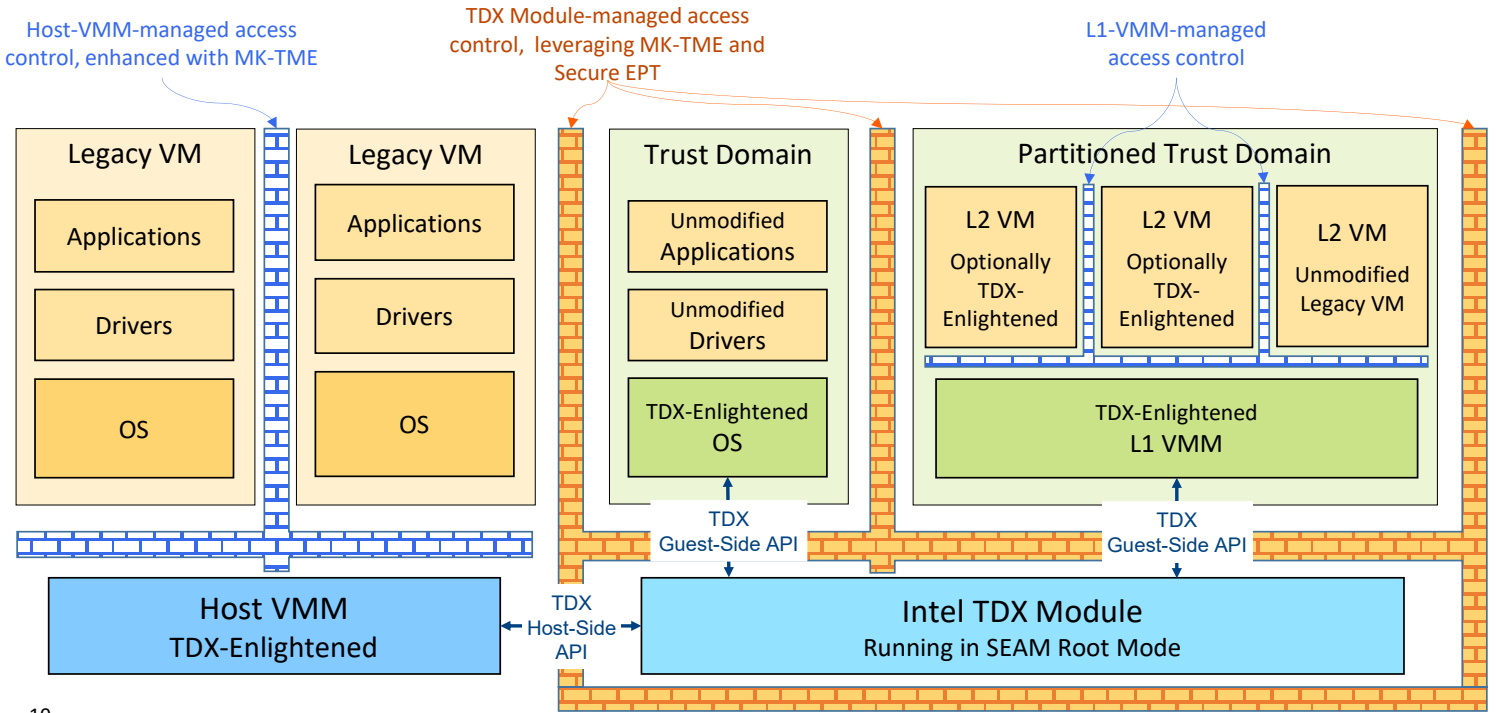 Host-VMM-managed access
control, enhanced with MK-TME
TDX Module-managed access
control, leveraging MK-TME and
Secure EPT
L1-VMM-managed
access control
Legacy VM
Applications
Drivers
OS
Legacy VM
Applications
Drivers
OS
Trust Domain
Unmodified
Applications
Unmodified
Drivers
TDX-Enlightened
OS
Partitioned Trust Domain
L2 VM
Optionally
TDX-
Enlightened
L2 VM
Optionally
TDX-
Enlightened
L2 VM
Unmodified
Legacy VM
TDX-Enlightened
L1 VMM
TDX
Guest-Side API
TDX
Guest-Side API
Host VMM
TDX-Enlightened
TDX
Host-Side
API
Intel TDX Module
Running in SEAM Root Mode